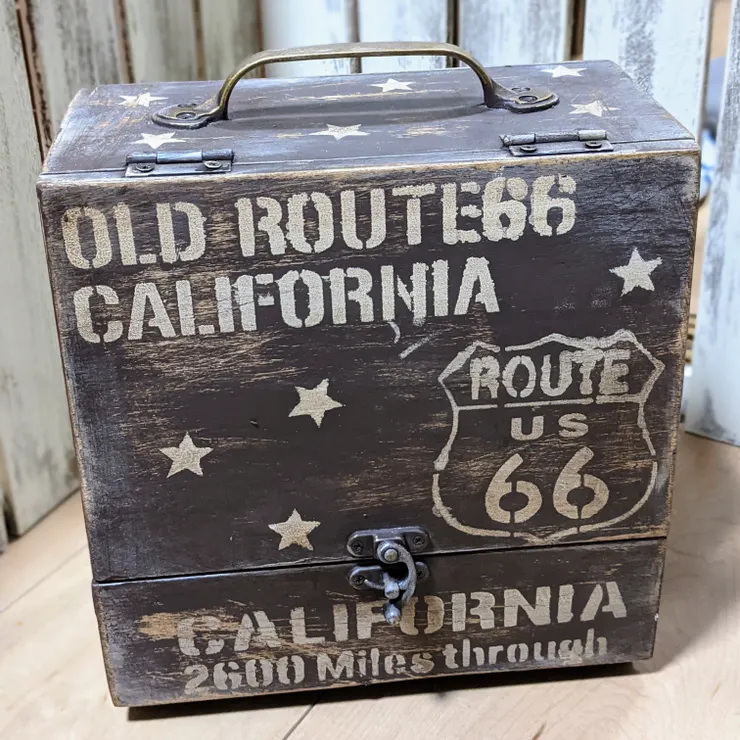 OLD ROUTE66
CALIFORNIA
ROUTE
US
66
CALIFORNIA
2600 Miles through